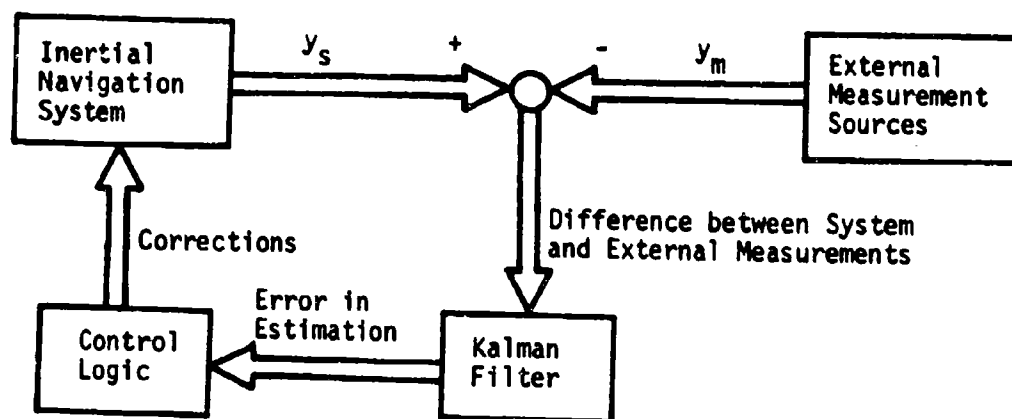 Inertial
Navigation
System
y_s
+
-
y_m
External
Measurement
Sources
Difference between System
and External Measurements
Corrections
Error in
Estimation
Control
Logic
Kalman
Filter